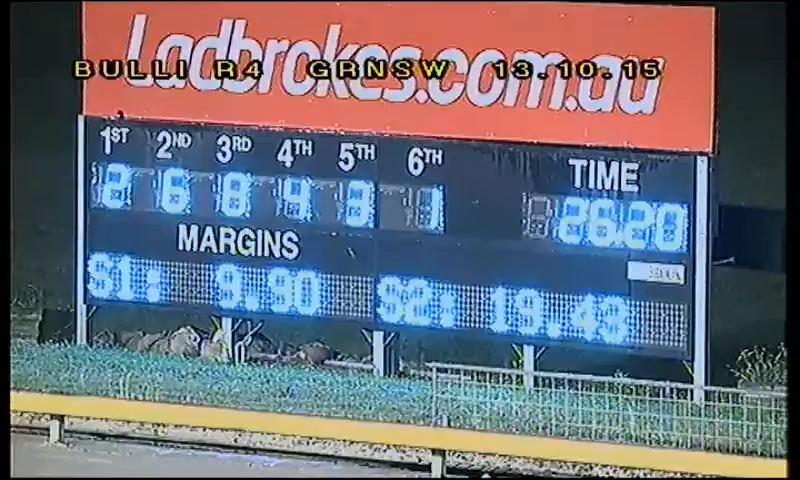 Ladbrokes.com.au
BULLI R4 GRNSW 13.10.15
1ST 2ND 3RD 4TH 5TH 6TH TIME
2 6 8 4 3 1 26.20
MARGINS
S1: 9.90 S2: 19.43